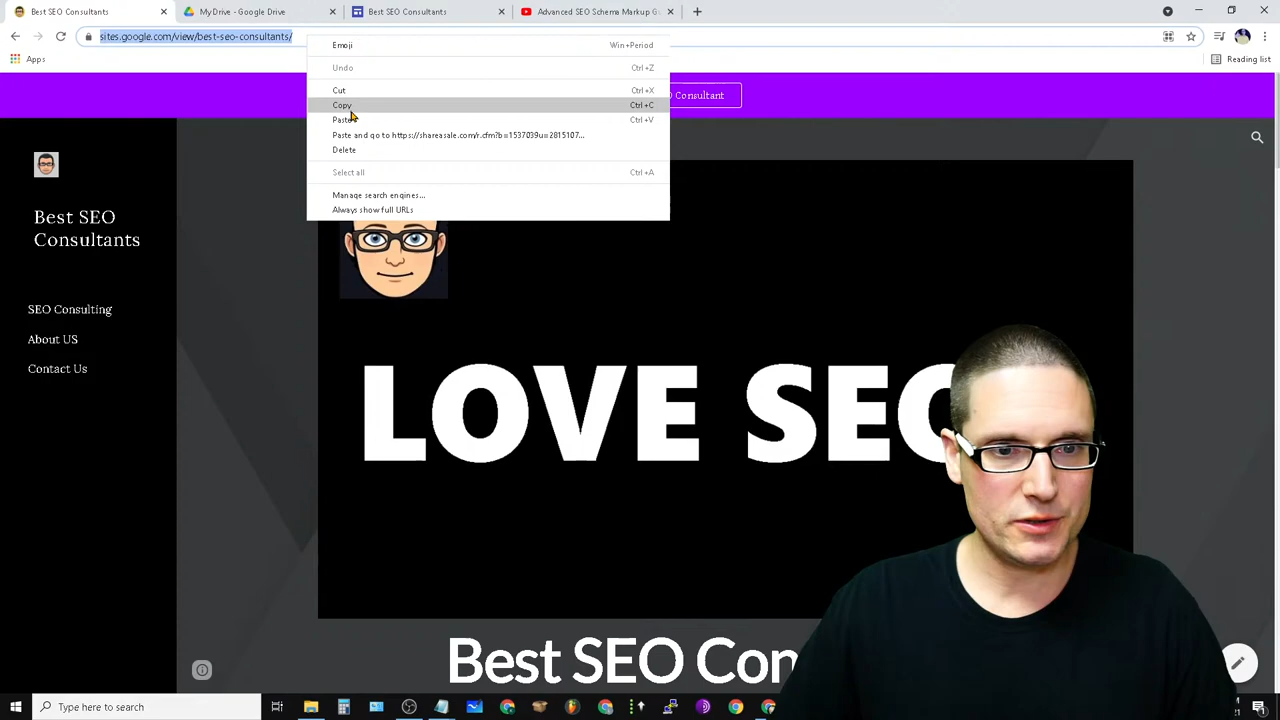 Best SEO Consultants
My Drive - Google Drive
Best SEO Consultants
Advanced SEO Schema Markup Gu
sites.google.com/view/best-seo-consultants/
Apps
Reading list
Emoji Win+Period
Undo Ctrl+Z
Cut Ctrl+X
Copy Ctrl+C
Paste Ctrl+V
Paste and go to https://shareasale.com/r.cfm?b=1537039u=2815107...
Delete
Select all Ctrl+A
Manage search engines...
Always show full URLs
Consultant
Best SEO
Consultants
SEO Consulting
About US
Contact Us
LOVE SEO
Best SEO Con
Type here to search